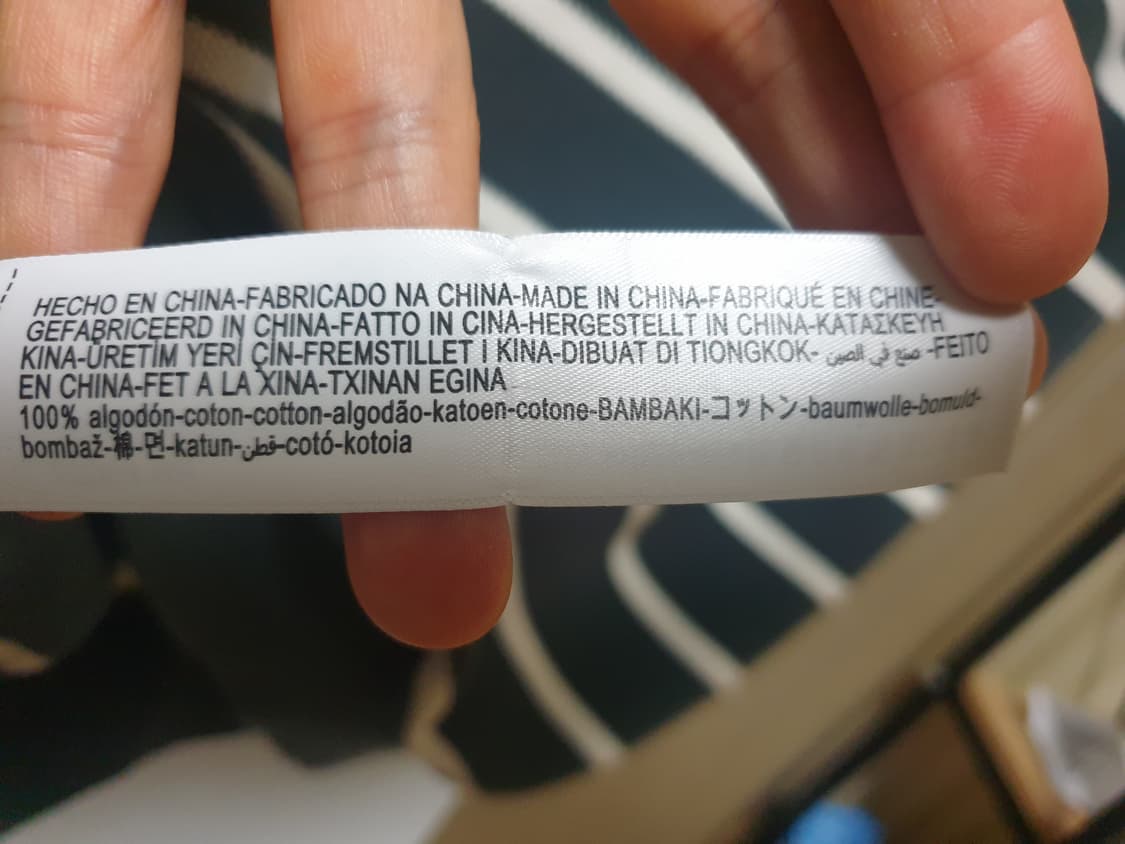 HECHO EN CHINA-FABRICADO NA CHINA-MADE IN CHINA-FABRIQUÉ EN CHINE-
GEFABRICEERD IN CHINA-FATTO IN CINA-HERGESTELLT IN CHINA-ΚΑΤΑΣΚΕΥΗ
KINA-ÜRETİM YERİ ÇİN-FREMSTILLET I KINA-DIBUAT DI TIONGKOK- صنع في الصين -FEITO
EN CHINA-FET A LA XINA-TXINAN EGINA
100% algodón-coton-cotton-algodão-katoen-cotone-BAMBAKI-コットン-baumwolle-bomuld-
bombaž-棉-면-katun-قطن-cotó-kotoia